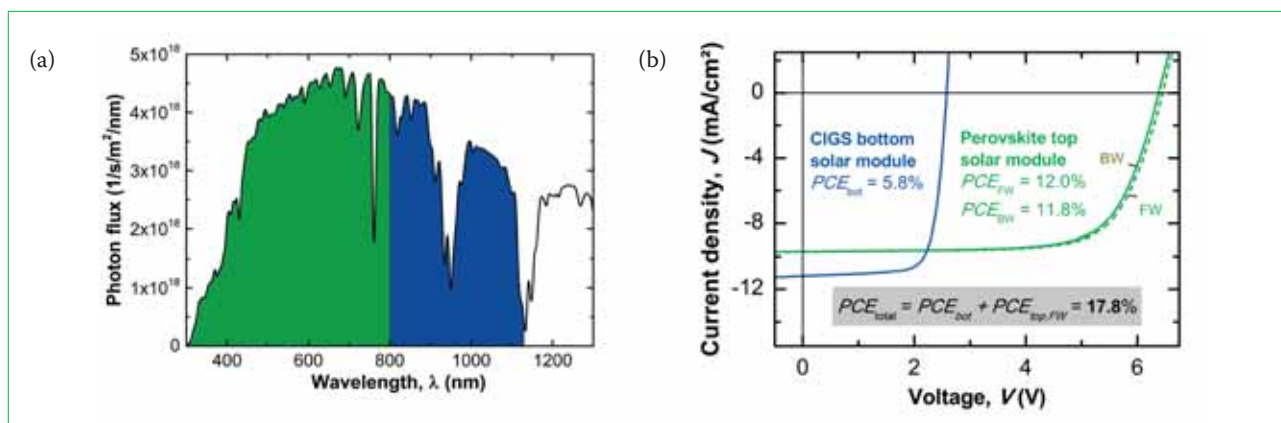 (a)
5x10¹⁸
4x10¹⁸
3x10¹⁸
2x10¹⁸
1x10¹⁸
0
Photon flux (1/s/m²/nm)
400 600 800 1000 1200
Wavelength, λ (nm)
(b)
0
-4
-8
-12
Current density, J (mA/cm²)
CIGS bottom
solar module
PCE_bot = 5.8%
Perovskite top
solar module
PCE_FW = 12.0%
PCE_BW = 11.8%
BW
FW
PCE_total = PCE_bot + PCE_top,FW = 17.8%
0 2 4 6
Voltage, V (V)